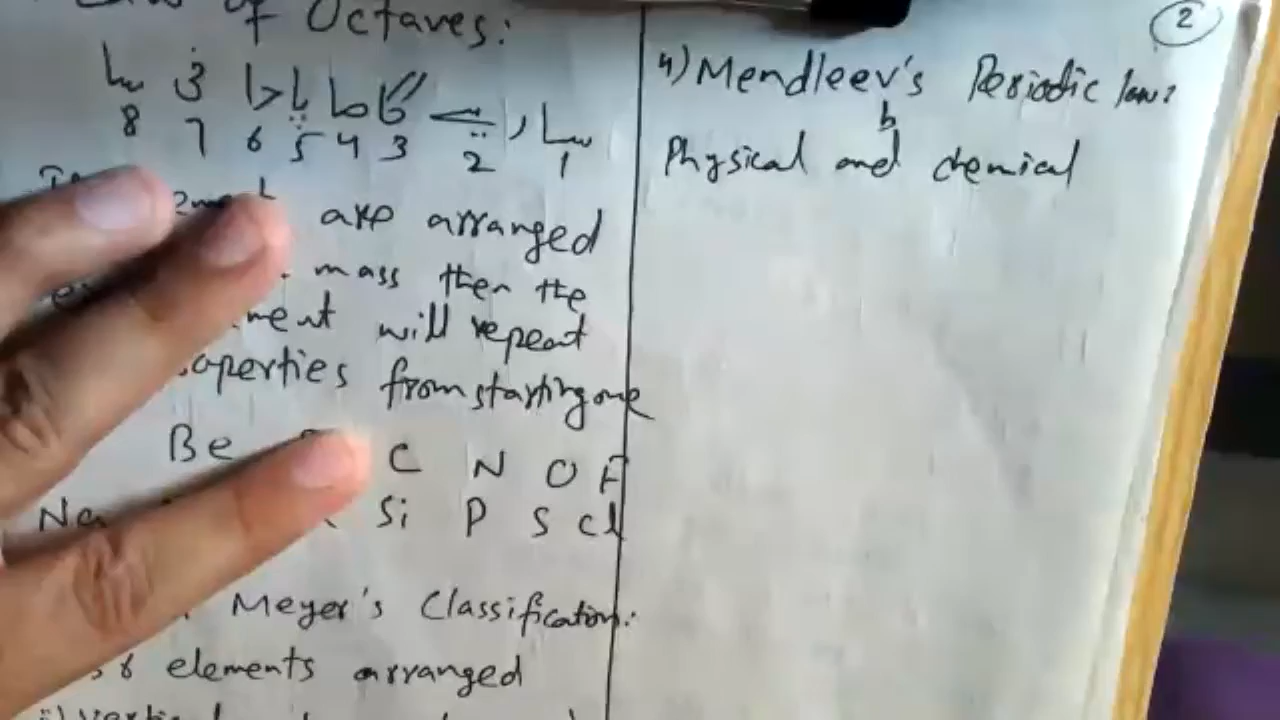 of Octaves:
سا رے گا ما پا دا نی سا
8 7 6 5 4 3 2 1
are arranged
mass then the
will repeat
from starting one
Be C N O F
Na Si P S Cl
Meyer's Classification:
elements arranged
2
4) Mendleev's Periodic law:
b
Physical and chemical